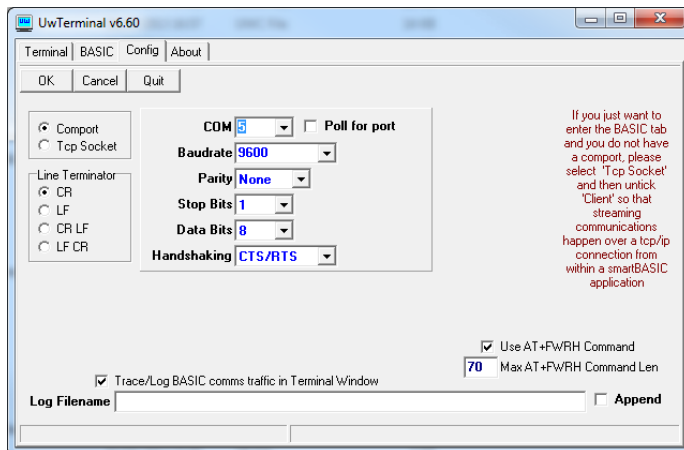 UwTerminal v6.60
Terminal BASIC Config About
OK Cancel Quit
Comport
Tcp Socket
Line Terminator
CR
LF
CR LF
LF CR
COM 5 Poll for port
Baudrate 9600
Parity None
Stop Bits 1
Data Bits 8
Handshaking CTS/RTS
If you just want to
enter the BASIC tab
and you do not have
a comport, please
select 'Tcp Socket'
and then untick
'Client' so that
streaming
communications
happen over a tcp/ip
connection from
within a smartBASIC
application
Use AT+FWRH Command
70 Max AT+FWRH Command Len
Trace/Log BASIC comms traffic in Terminal Window
Log Filename Append